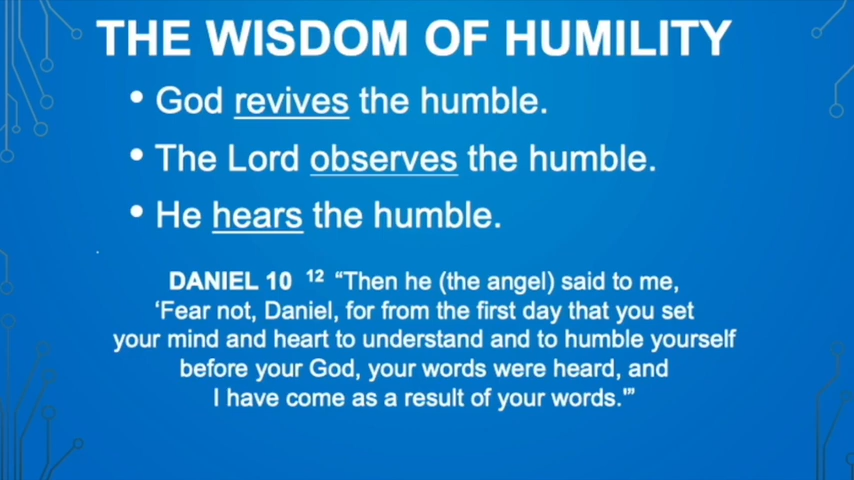 THE WISDOM OF HUMILITY
• God revives the humble.
• The Lord observes the humble.
• He hears the humble.
DANIEL 10 12 “Then he (the angel) said to me,
‘Fear not, Daniel, for from the first day that you set
your mind and heart to understand and to humble yourself
before your God, your words were heard, and
I have come as a result of your words.’”